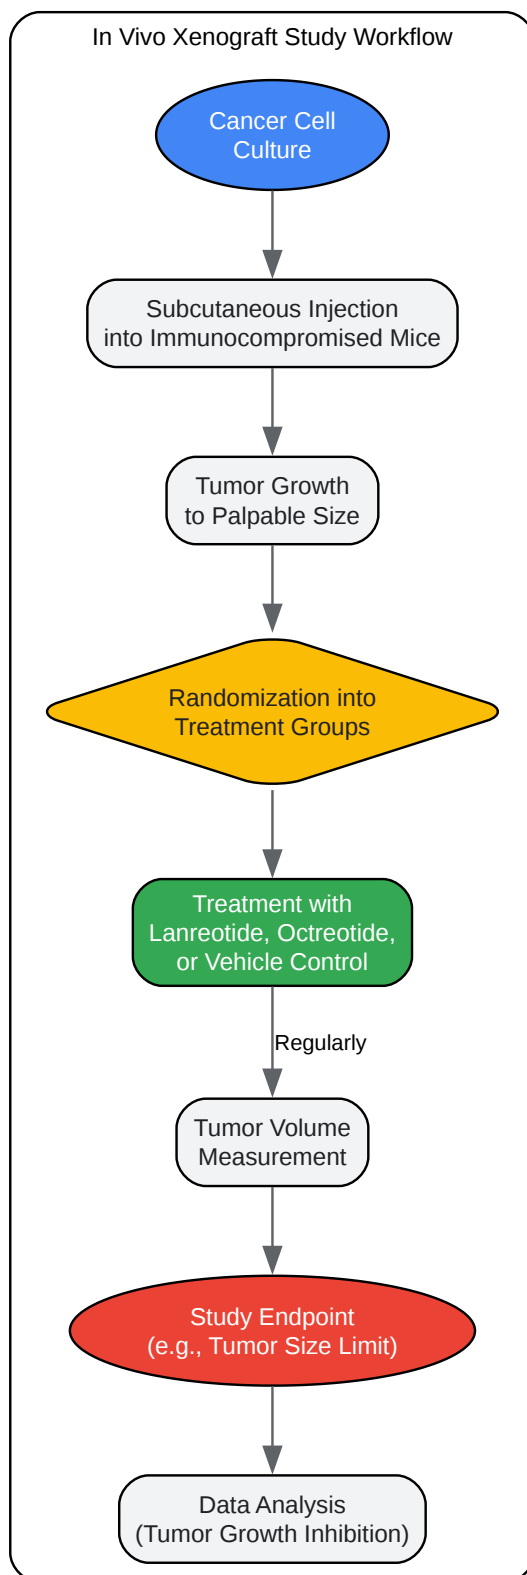 In Vivo Xenograft Study Workflow
Cancer Cell
Culture
Subcutaneous Injection
into Immunocompromised Mice
Tumor Growth
to Palpable Size
Randomization into
Treatment Groups
Treatment with
Lanreotide, Octreotide,
or Vehicle Control
Regularly
Tumor Volume
Measurement
Study Endpoint
(e.g., Tumor Size Limit)
Data Analysis
(Tumor Growth Inhibition)